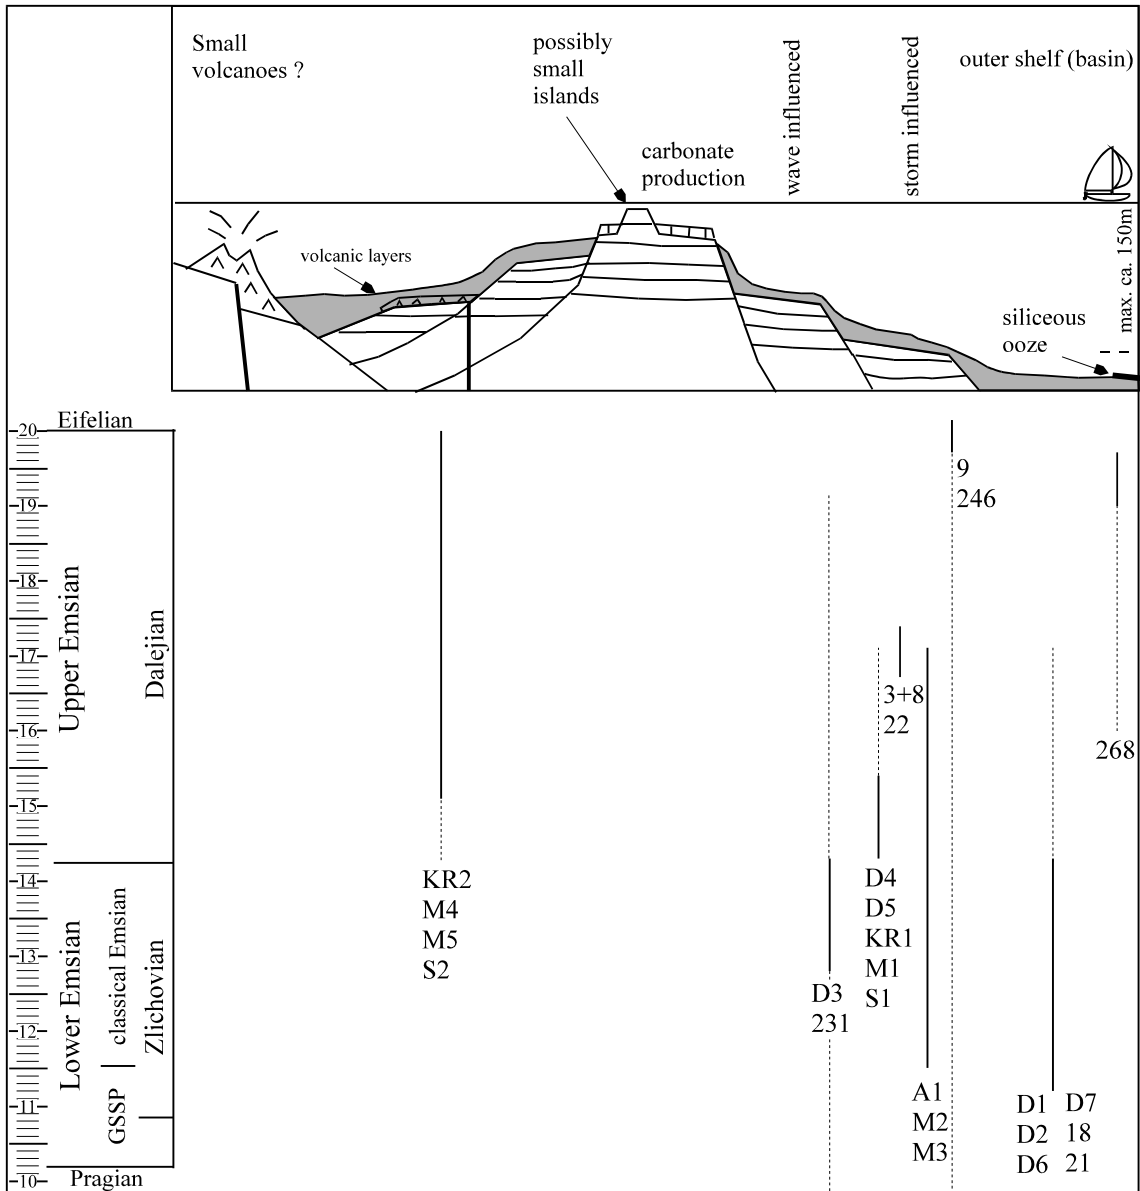 Small
volcanoes ?
possibly
small
islands
carbonate
production
wave influenced
storm influenced
outer shelf (basin)
volcanic layers
siliceous
ooze
max. ca. 150m
Eifelian
20
19
18
17
16
15
14
13
12
11
10
Upper Emsian
Dalejian
Lower Emsian
classical Emsian
GSSP
Zlichovian
Pragian
KR2
M4
M5
S2
D3
231
D4
D5
KR1
M1
S1
3+8
22
A1
M2
M3
9
246
D1 D7
D2 18
D6 21
268